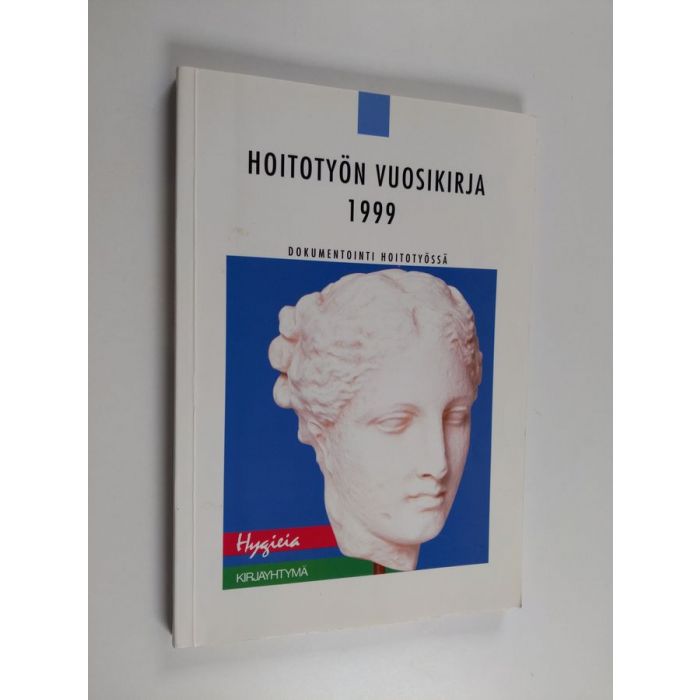 HOITOTYÖN VUOSIKIRJA
1999
DOKUMENTOINTI HOITOTYÖSSÄ
Hygieia
KIRJAYHTYMÄ